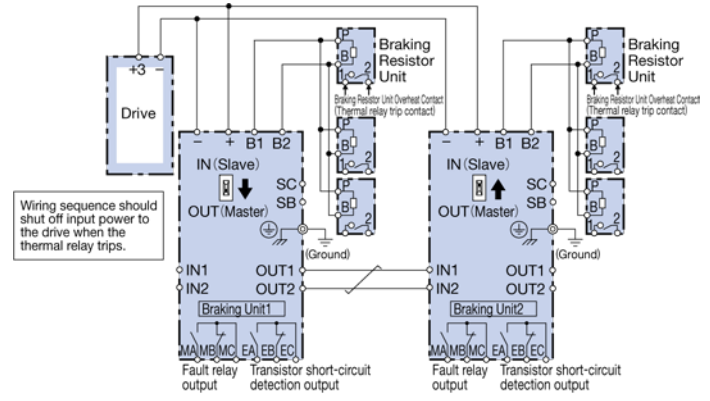 +3 −
Drive
Wiring sequence should
shut off input power to
the drive when the
thermal relay trips.
P
B
1 2
Braking
Resistor
Unit
Braking Resistor Unit Overheat Contact
(Thermal relay trip contact)
P
B
1 2
P
B
1 2
− + B1 B2
IN (Slave)
SC
SB
OUT (Master)
(Ground)
IN1 OUT1
IN2 OUT2
Braking Unit1
MA MB MC EA EB EC
Fault relay
output
Transistor short-circuit
detection output
P
B
1 2
Braking
Resistor
Unit
Braking Resistor Unit Overheat Contact
(Thermal relay trip contact)
P
B
1 2
P
B
1 2
− + B1 B2
IN (Slave)
SC
SB
OUT (Master)
(Ground)
IN1 OUT1
IN2 OUT2
Braking Unit2
MA MB MC EA EB EC
Fault relay
output
Transistor short-circuit
detection output